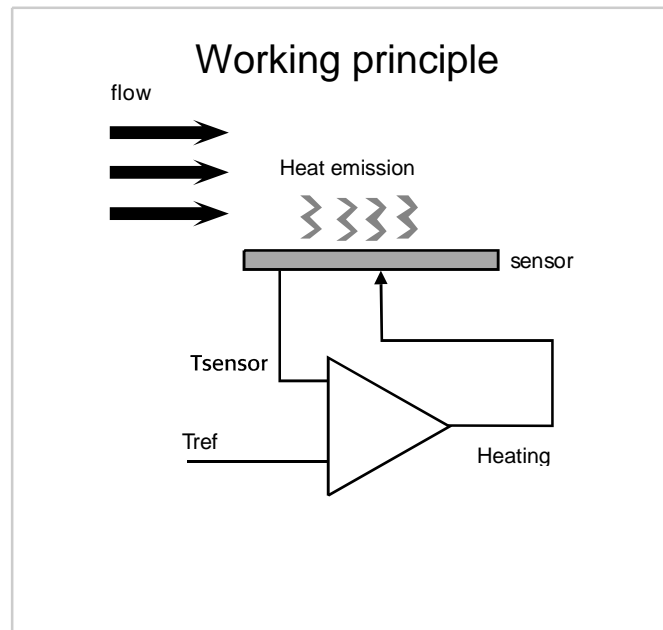 Working principle
flow
Heat emission
sensor
Tsensor
Tref
Heating